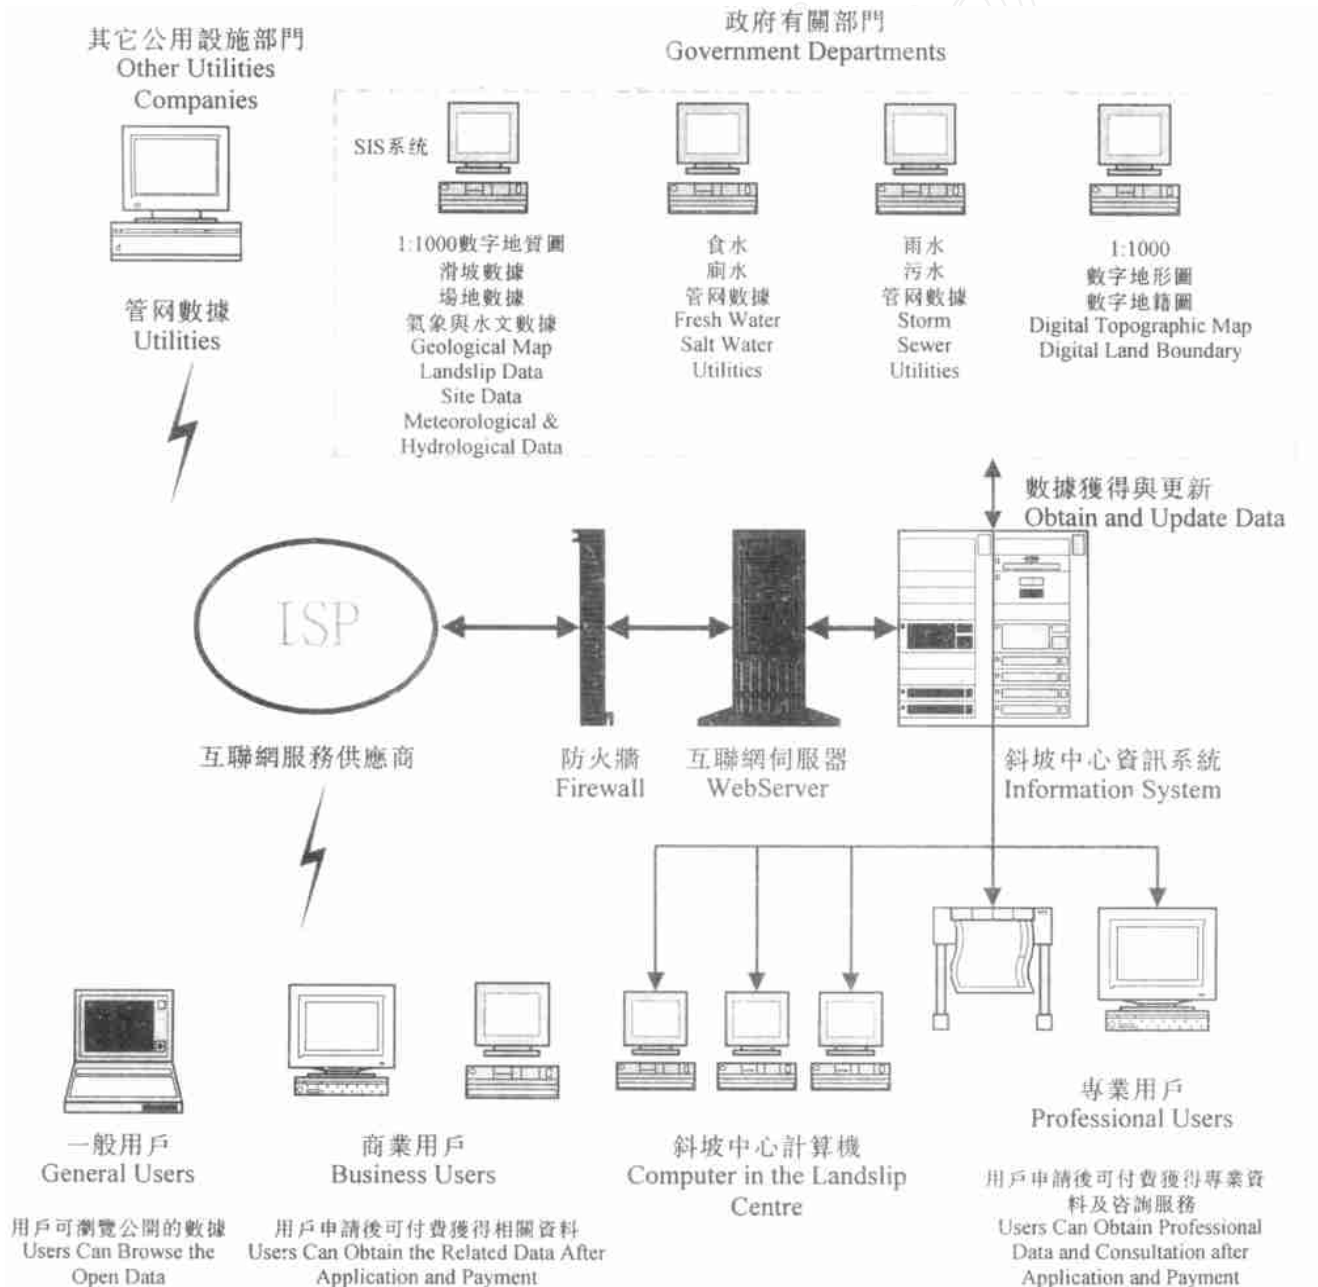 其它公用設施部門
Other Utilities
Companies
管网數據
Utilities
政府有關部門
Government Departments
SIS系统
1:1000數字地質圖
滑坡數據
場地數據
氣象與水文數據
Geological Map
Landslip Data
Site Data
Meteorological &
Hydrological Data
食水
廁水
管网數據
Fresh Water
Salt Water
Utilities
雨水
污水
管网數據
Storm
Sewer
Utilities
1:1000
數字地形圖
數字地籍圖
Digital Topographic Map
Digital Land Boundary
數據獲得與更新
Obtain and Update Data
ISP
互聯網服務供應商
防火牆
Firewall
互聯網伺服器
WebServer
斜坡中心資訊系統
Information System
一般用戶
General Users
用戶可瀏覽公開的數據
Users Can Browse the
Open Data
商業用戶
Business Users
用戶申請後可付費獲得相關資料
Users Can Obtain the Related Data After
Application and Payment
斜坡中心計算機
Computer in the Landslip
Centre
專業用戶
Professional Users
用戶申請後可付費獲得專業資
料及咨詢服務
Users Can Obtain Professional
Data and Consultation after
Application and Payment